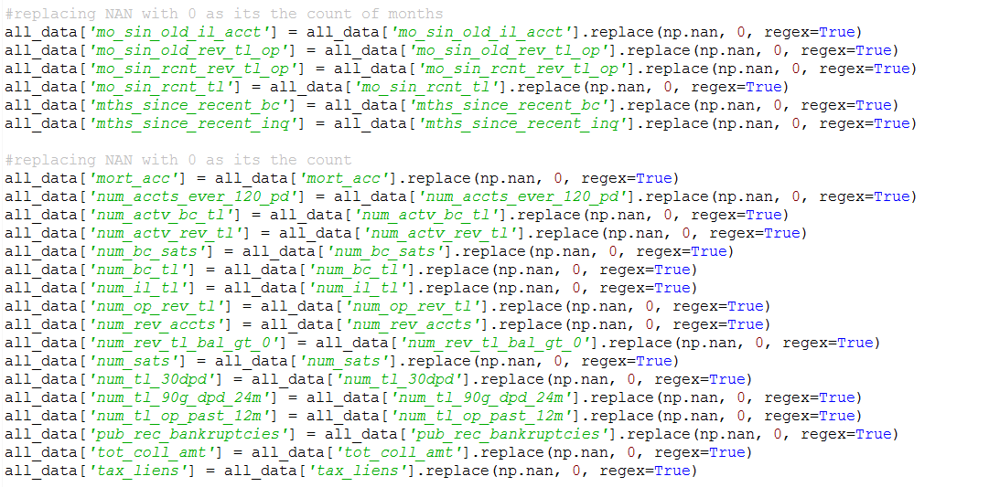 #replacing NAN with 0 as its the count of months
all_data['mo_sin_old_il_acct'] = all_data['mo_sin_old_il_acct'].replace(np.nan, 0, regex=True)
all_data['mo_sin_old_rev_tl_op'] = all_data['mo_sin_old_rev_tl_op'].replace(np.nan, 0, regex=True)
all_data['mo_sin_rcnt_rev_tl_op'] = all_data['mo_sin_rcnt_rev_tl_op'].replace(np.nan, 0, regex=True)
all_data['mo_sin_rcnt_tl'] = all_data['mo_sin_rcnt_tl'].replace(np.nan, 0, regex=True)
all_data['mths_since_recent_bc'] = all_data['mths_since_recent_bc'].replace(np.nan, 0, regex=True)
all_data['mths_since_recent_inq'] = all_data['mths_since_recent_inq'].replace(np.nan, 0, regex=True)
#replacing NAN with 0 as its the count
all_data['mort_acc'] = all_data['mort_acc'].replace(np.nan, 0, regex=True)
all_data['num_accts_ever_120_pd'] = all_data['num_accts_ever_120_pd'].replace(np.nan, 0, regex=True)
all_data['num_actv_bc_tl'] = all_data['num_actv_bc_tl'].replace(np.nan, 0, regex=True)
all_data['num_actv_rev_tl'] = all_data['num_actv_rev_tl'].replace(np.nan, 0, regex=True)
all_data['num_bc_sats'] = all_data['num_bc_sats'].replace(np.nan, 0, regex=True)
all_data['num_bc_tl'] = all_data['num_bc_tl'].replace(np.nan, 0, regex=True)
all_data['num_il_tl'] = all_data['num_il_tl'].replace(np.nan, 0, regex=True)
all_data['num_op_rev_tl'] = all_data['num_op_rev_tl'].replace(np.nan, 0, regex=True)
all_data['num_rev_accts'] = all_data['num_rev_accts'].replace(np.nan, 0, regex=True)
all_data['num_rev_tl_bal_gt_0'] = all_data['num_rev_tl_bal_gt_0'].replace(np.nan, 0, regex=True)
all_data['num_sats'] = all_data['num_sats'].replace(np.nan, 0, regex=True)
all_data['num_tl_30dpd'] = all_data['num_tl_30dpd'].replace(np.nan, 0, regex=True)
all_data['num_tl_90g_dpd_24m'] = all_data['num_tl_90g_dpd_24m'].replace(np.nan, 0, regex=True)
all_data['num_tl_op_past_12m'] = all_data['num_tl_op_past_12m'].replace(np.nan, 0, regex=True)
all_data['pub_rec_bankruptcies'] = all_data['pub_rec_bankruptcies'].replace(np.nan, 0, regex=True)
all_data['tot_coll_amt'] = all_data['tot_coll_amt'].replace(np.nan, 0, regex=True)
all_data['tax_liens'] = all_data['tax_liens'].replace(np.nan, 0, regex=True)